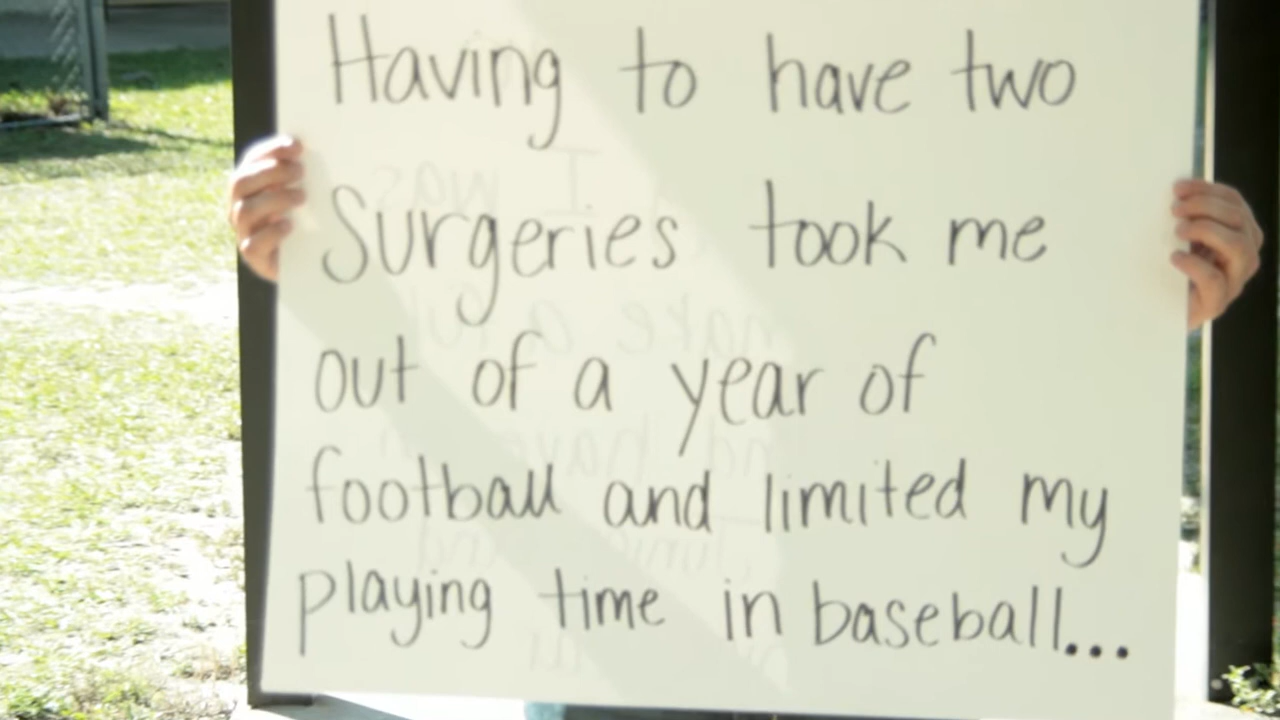 Having to have two
Surgeries took me
out of a year of
football and limited my
playing time in baseball...